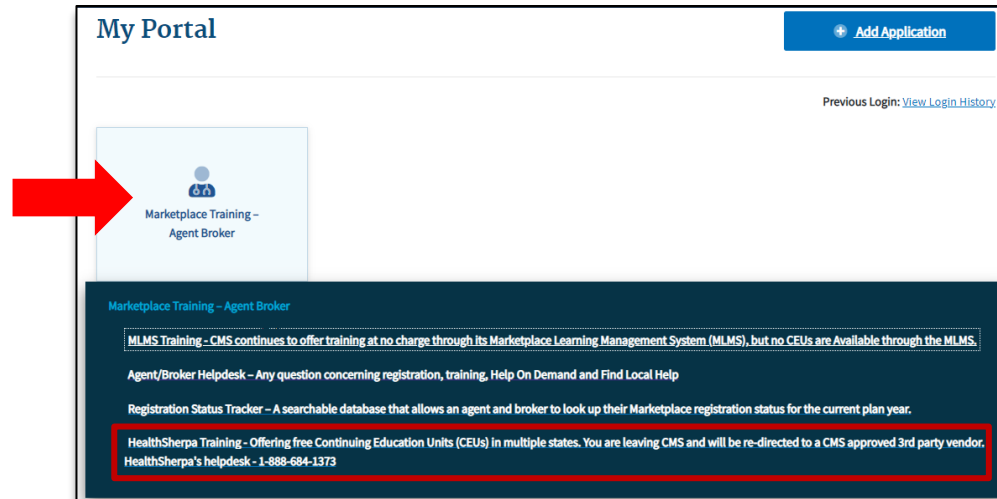 My Portal
Add Application
Previous Login: View Login History
Marketplace Training –
Agent Broker
Marketplace Training – Agent Broker
MLMS Training - CMS continues to offer training at no charge through its Marketplace Learning Management System (MLMS), but no CEUs are Available through the MLMS.
Agent/Broker Helpdesk – Any question concerning registration, training, Help On Demand and Find Local Help
Registration Status Tracker – A searchable database that allows an agent and broker to look up their Marketplace registration status for the current plan year.
HealthSherpa Training - Offering free Continuing Education Units (CEUs) in multiple states. You are leaving CMS and will be re-directed to a CMS approved 3rd party vendor.
HealthSherpa's helpdesk - 1-888-684-1373